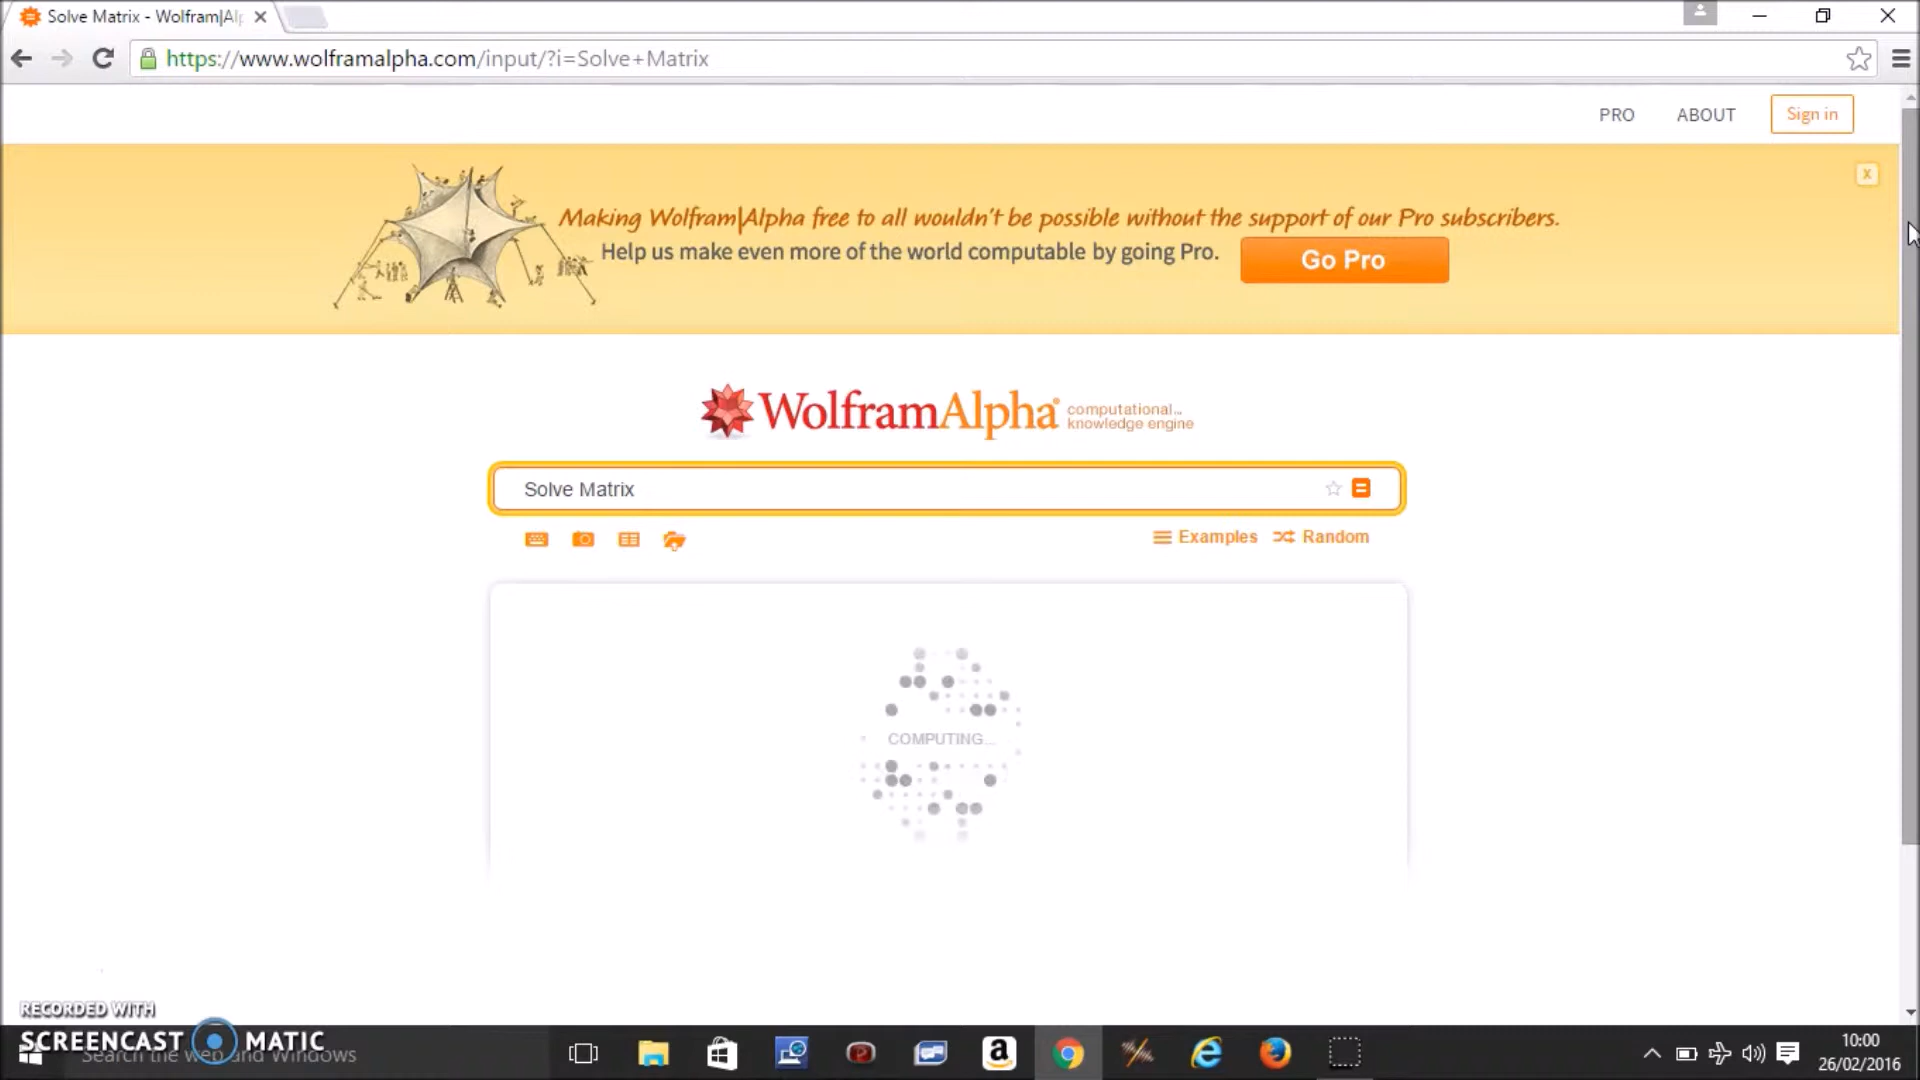 Solve Matrix - Wolfram|Alp
https://www.wolframalpha.com/input/?i=Solve+Matrix
PRO ABOUT Sign in
x
Making Wolfram|Alpha free to all wouldn't be possible without the support of our Pro subscribers.
Help us make even more of the world computable by going Pro. Go Pro
WolframAlpha computational...
knowledge engine
Solve Matrix
Examples Random
COMPUTING...
RECORDED WITH
SCREENCAST MATIC
Search the web and Windows
10:00
26/02/2016